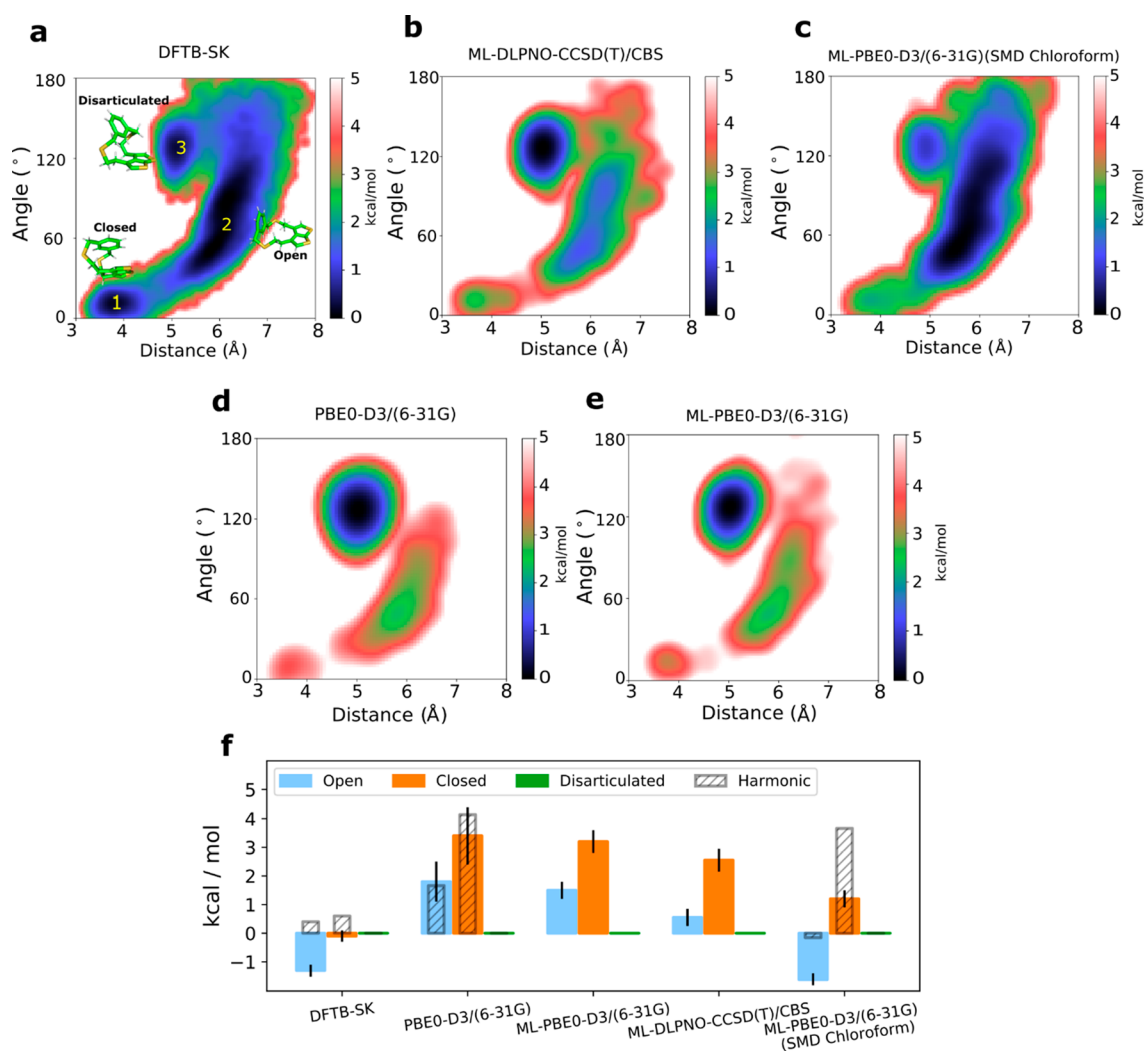 a
DFTB-SK
180
120
60
0
Angle (°)
Disarticulated
3
Closed
2
Open
1
3 4 5 6 7 8
Distance (Å)
5
4
3
2
1
0
kcal/mol
b
ML-DLPNO-CCSD(T)/CBS
180
120
60
0
Angle (°)
3 4 5 6 7 8
Distance (Å)
5
4
3
2
1
0
kcal/mol
c
ML-PBE0-D3/(6-31G)(SMD Chloroform)
180
120
60
0
Angle (°)
3 4 5 6 7 8
Distance (Å)
5
4
3
2
1
0
kcal/mol
d
PBE0-D3/(6-31G)
180
120
60
0
Angle (°)
3 4 5 6 7 8
Distance (Å)
5
4
3
2
1
0
kcal/mol
e
ML-PBE0-D3/(6-31G)
180
120
60
0
Angle (°)
3 4 5 6 7 8
Distance (Å)
5
4
3
2
1
0
kcal/mol
f
Open Closed Disarticulated Harmonic
kcal / mol
5
4
3
2
1
0
−1
DFTB-SK
PBE0-D3/(6-31G)
ML-PBE0-D3/(6-31G)
ML-DLPNO-CCSD(T)/CBS
ML-PBE0-D3/(6-31G)
(SMD Chloroform)